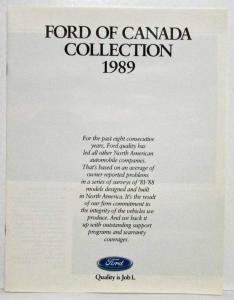 FORD OF CANADA
COLLECTION
1989
For the past eight consecutive
years, Ford quality has
led all other North American
automobile companies.
That's based on an average of
owner reported problems
in a series of surveys of '81-'88
models designed and built
in North America. It's the result
of our firm commitment to
the integrity of the vehicles we
produce. And we back it
up with outstanding support
programs and warranty
coverages.
Ford
Quality is Job 1.